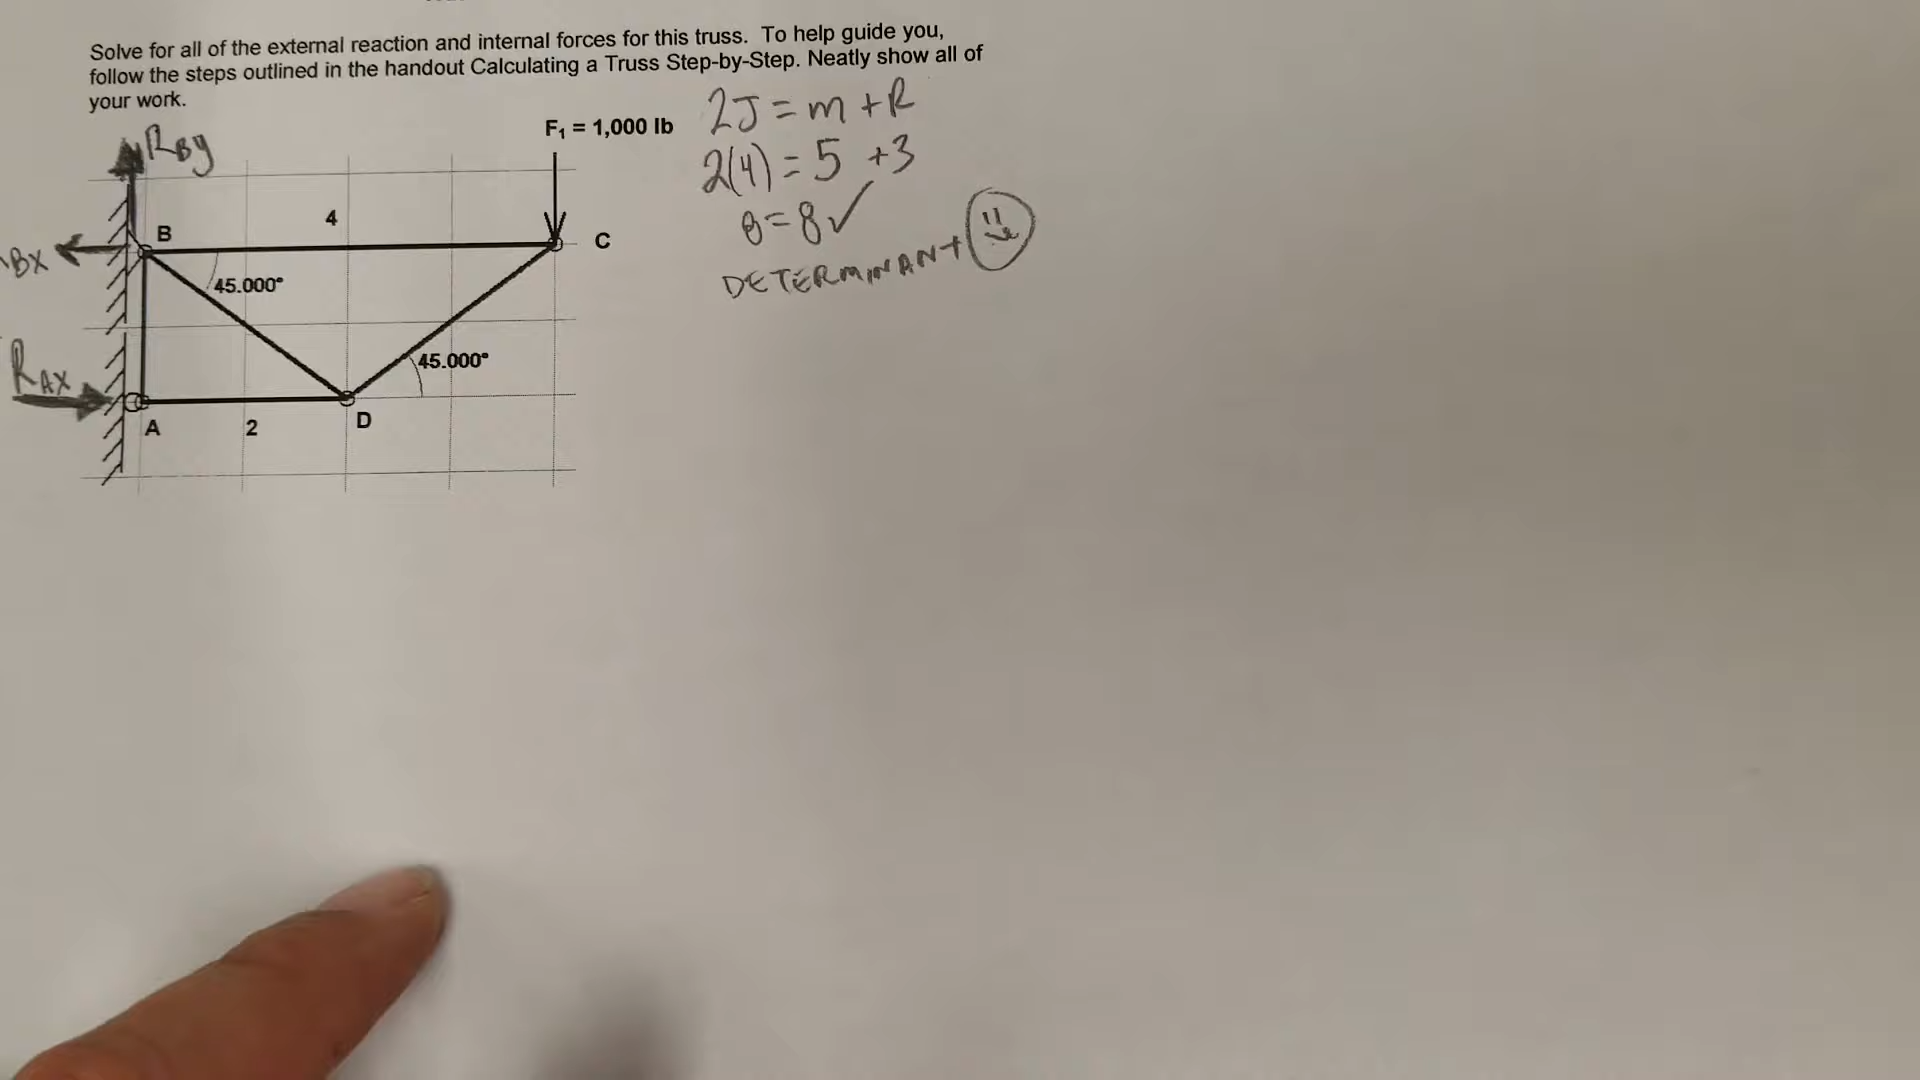 Solve for all of the external reaction and internal forces for this truss. To help guide you,
follow the steps outlined in the handout Calculating a Truss Step-by-Step. Neatly show all of
your work.
F₁ = 1,000 lb
2J = m + R
2(4) = 5 + 3
8 = 8 ✓
DETERMINANT
RBy
BX
B
4
C
45.000°
45.000°
RAX
A
2
D